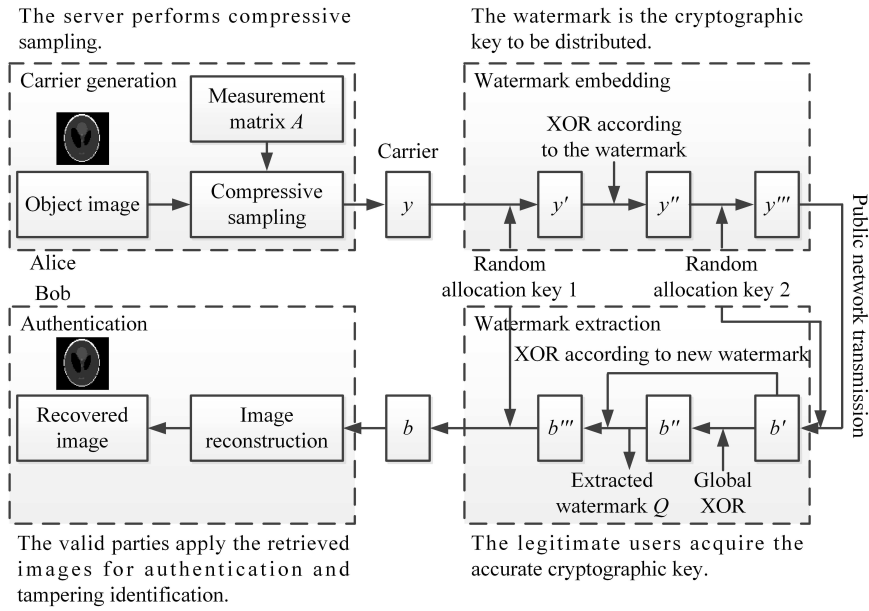 The server performs compressive
sampling.
The watermark is the cryptographic
key to be distributed.
Carrier generation
Measurement
matrix A
Object image
Compressive
sampling
Carrier
y
Watermark embedding
XOR according
to the watermark
y'
y''
y'''
Public network transmission
Alice
Random
allocation key 1
Random
allocation key 2
Bob
Authentication
Recovered
image
Image
reconstruction
b
Watermark extraction
XOR according to new watermark
b'''
b''
b'
Extracted
watermark Q
Global
XOR
The valid parties apply the retrieved
images for authentication and
tampering identification.
The legitimate users acquire the
accurate cryptographic key.